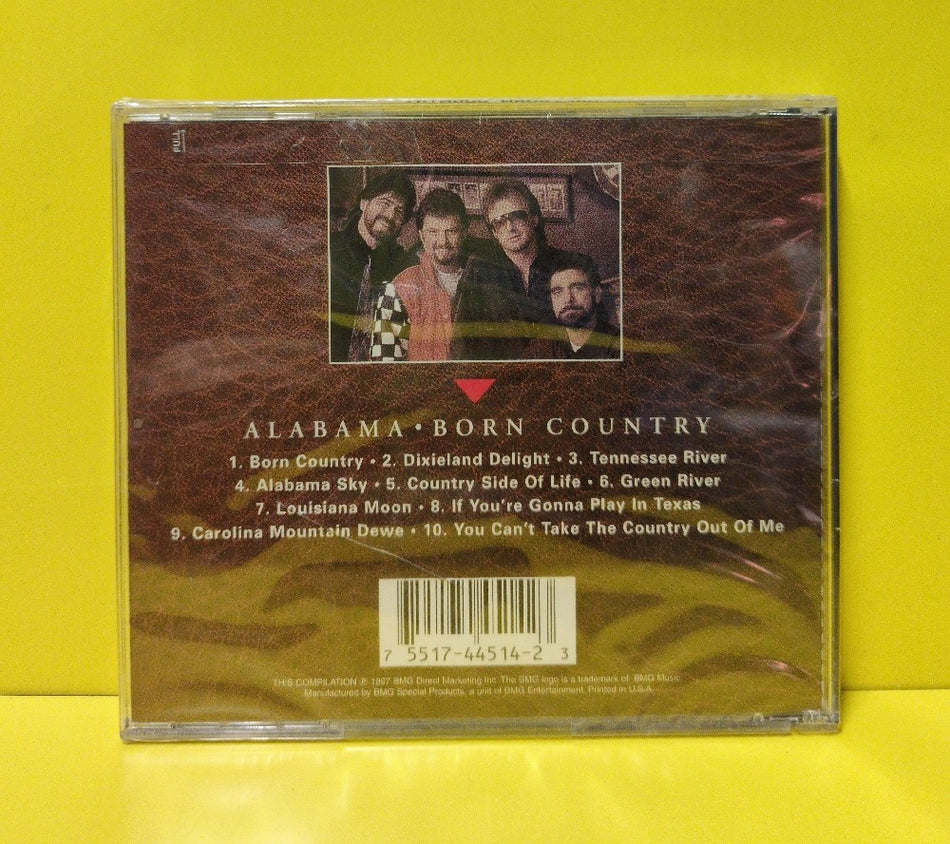 PULL
ALABAMA • BORN COUNTRY
1. Born Country • 2. Dixieland Delight • 3. Tennessee River
4. Alabama Sky • 5. Country Side Of Life • 6. Green River
7. Louisiana Moon • 8. If You're Gonna Play In Texas
9. Carolina Mountain Dewe • 10. You Can't Take The Country Out Of Me
7 5517-44514-2 3
THIS COMPILATION ℗ 1997 BMG Direct Marketing Inc. The BMG logo is a trademark of BMG Music
Manufactured by BMG Special Products, a unit of BMG Entertainment. Printed in U.S.A.